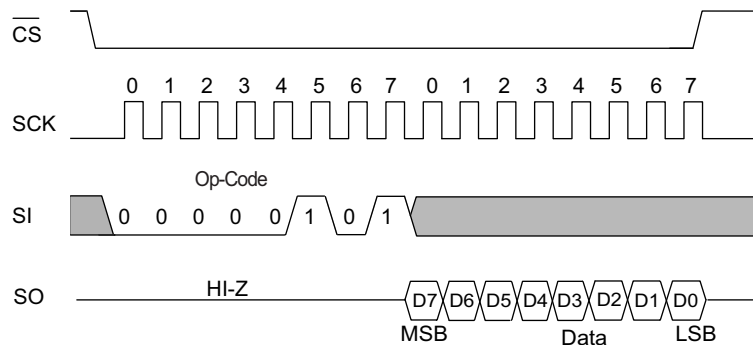 CS
0 1 2 3 4 5 6 7 0 1 2 3 4 5 6 7
SCK
Op-Code
SI 0 0 0 0 0 1 0 1
HI-Z
SO D7 D6 D5 D4 D3 D2 D1 D0
MSB Data LSB